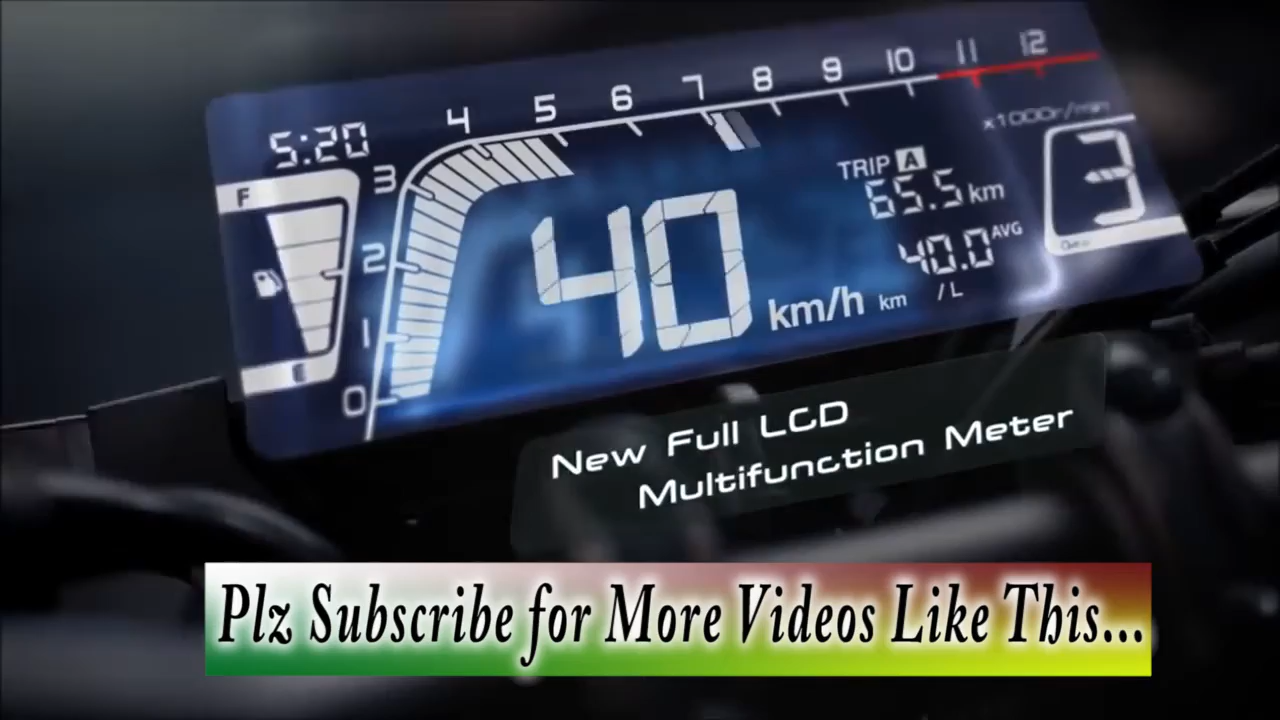 4 5 6 7 8 9 10 11 12
5:20
x1000r/min
F
3
TRIP A
65.5 km
3
2
40
km/h
40.0 AVG
km / L
1
E
0
New Full LCD
Multifunction Meter
Plz Subscribe for More Videos Like This...